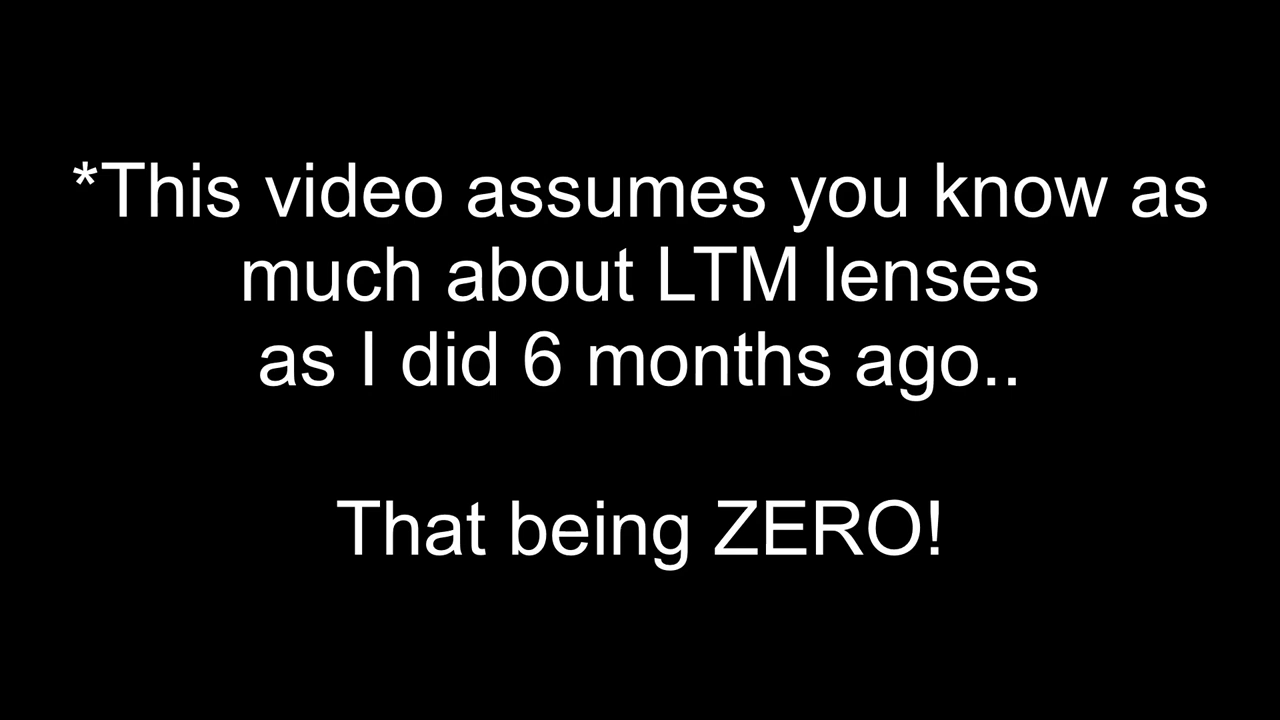 *This video assumes you know as
much about LTM lenses
as I did 6 months ago..
That being ZERO!